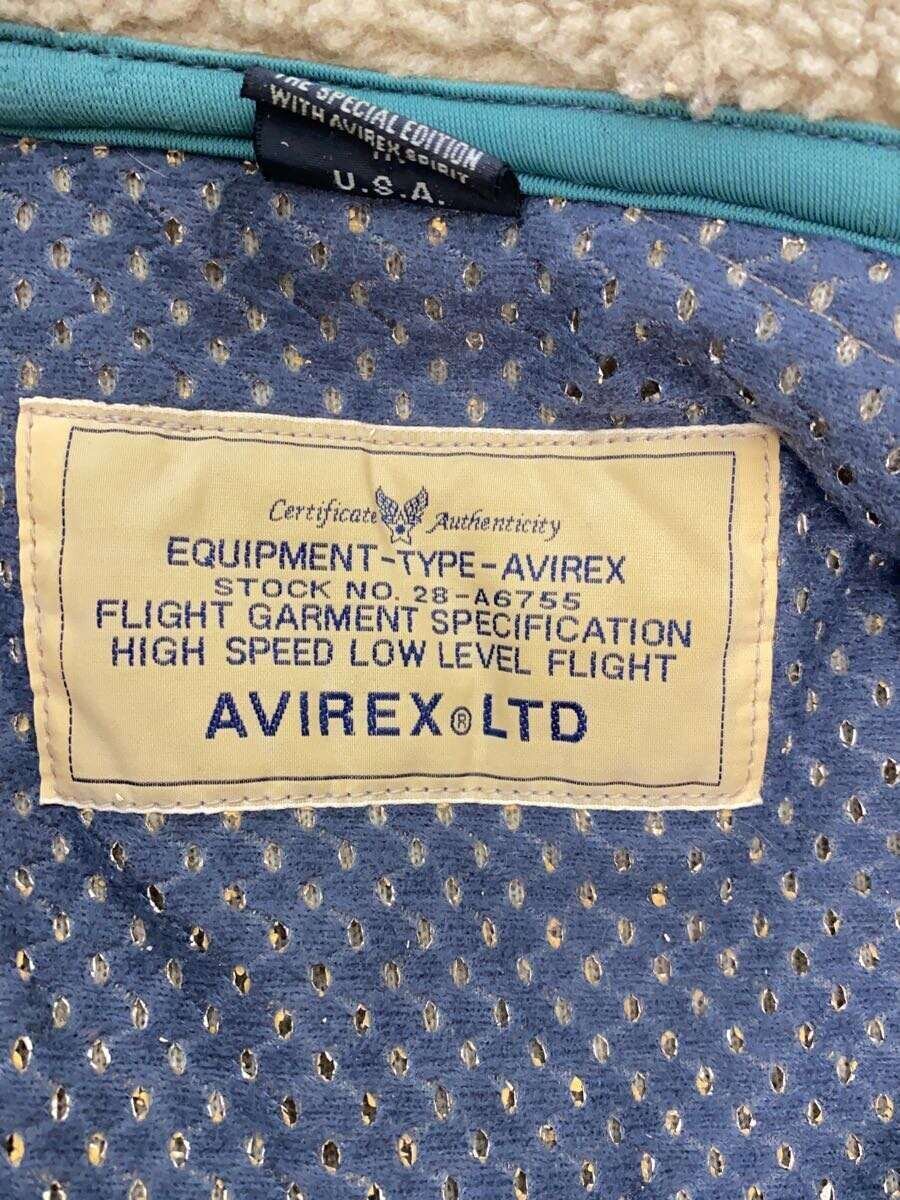 THE SPECIAL EDITION
WITH AVIREX SPIRIT
U.S.A.
Certificate Authenticity
EQUIPMENT-TYPE-AVIREX
STOCK NO. 28-A6755
FLIGHT GARMENT SPECIFICATION
HIGH SPEED LOW LEVEL FLIGHT
AVIREX® LTD